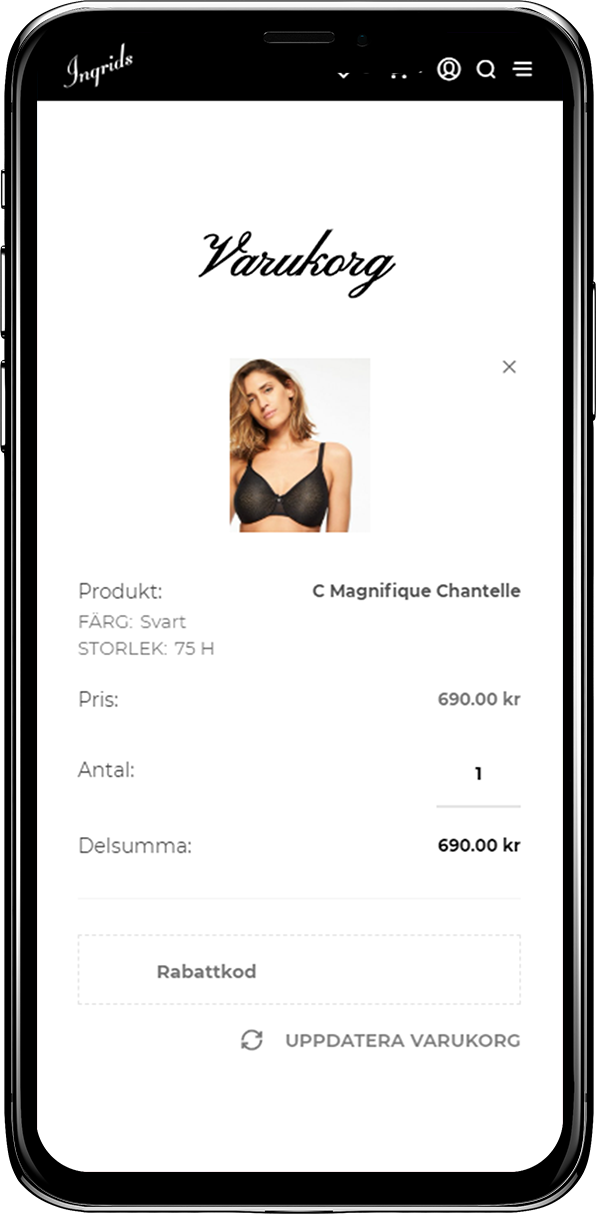 Ingrids
Varukorg
Produkt: C Magnifique Chantelle
FÄRG: Svart
STORLEK: 75 H
Pris: 690.00 kr
Antal: 1
Delsumma: 690.00 kr
Rabattkod
UPPDATERA VARUKORG